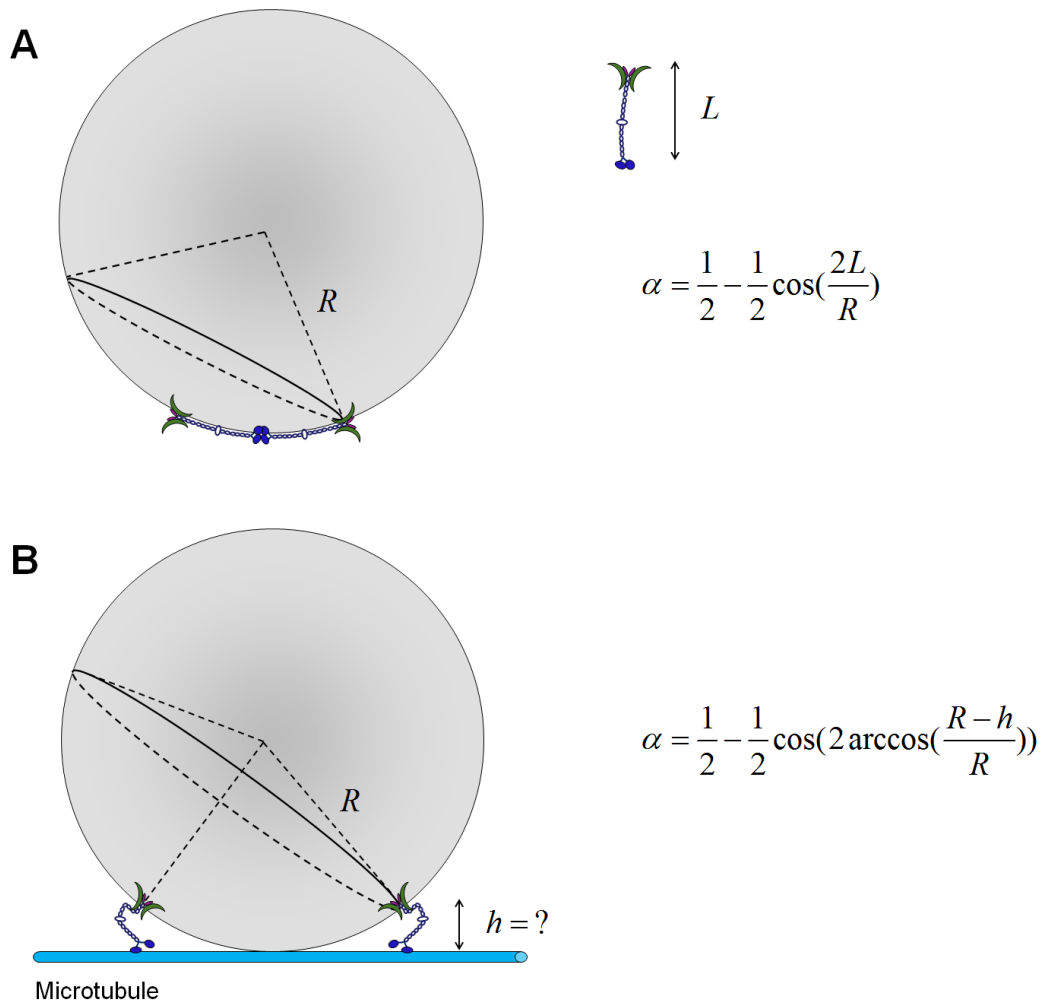 A
L
α = 1/2 − 1/2 cos(2L/R)
R
B
α = 1/2 − 1/2 cos(2 arccos((R − h)/R))
R
h = ?
Microtubule